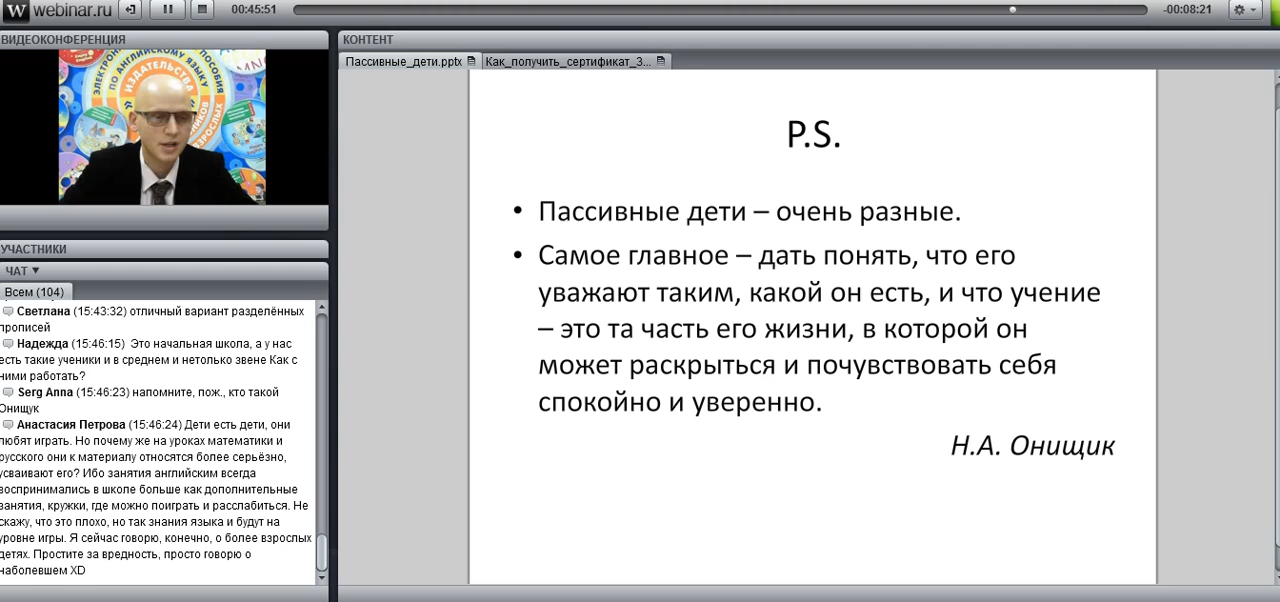 webinar.ru
00:45:51
-00:08:21
ВИДЕОКОНФЕРЕНЦИЯ
ЭЛЕКТРОН
ПО АНГЛИЙСКОМУ ЯЗЫКУ
ПОСОБИЯ
ИЗДАТЕЛЬСТВА
ВЗРОСЛЫХ
УЧАСТНИКИ
ЧАТ ▼
Всем (104)
Светлана (15:43:32) отличный вариант разделённых
прописей
Надежда (15:46:15) Это начальная школа, а у нас
есть такие ученики и в среднем и нетолько звене Как с
ними работать?
Serg Anna (15:46:23) напомните, пож., кто такой
Онищук
Анастасия Петрова (15:46:24) Дети есть дети, они
любят играть. Но почему же на уроках математики и
русского они к материалу относятся более серьёзно,
усваивают его? Ибо занятия английским всегда
воспринимались в школе больше как дополнительные
занятия, кружки, где можно поиграть и расслабиться. Не
скажу, что это плохо, но так знания языка и будут на
уровне игры. Я сейчас говорю, конечно, о более взрослых
детях. Простите за вредность, просто говорю о
наболевшем XD
КОНТЕНТ
Пассивные_дети.pptx
Как_получить_сертификат_3...
P.S.
• Пассивные дети – очень разные.
• Самое главное – дать понять, что его
уважают таким, какой он есть, и что учение
– это та часть его жизни, в которой он
может раскрыться и почувствовать себя
спокойно и уверенно.
Н.А. Онищик